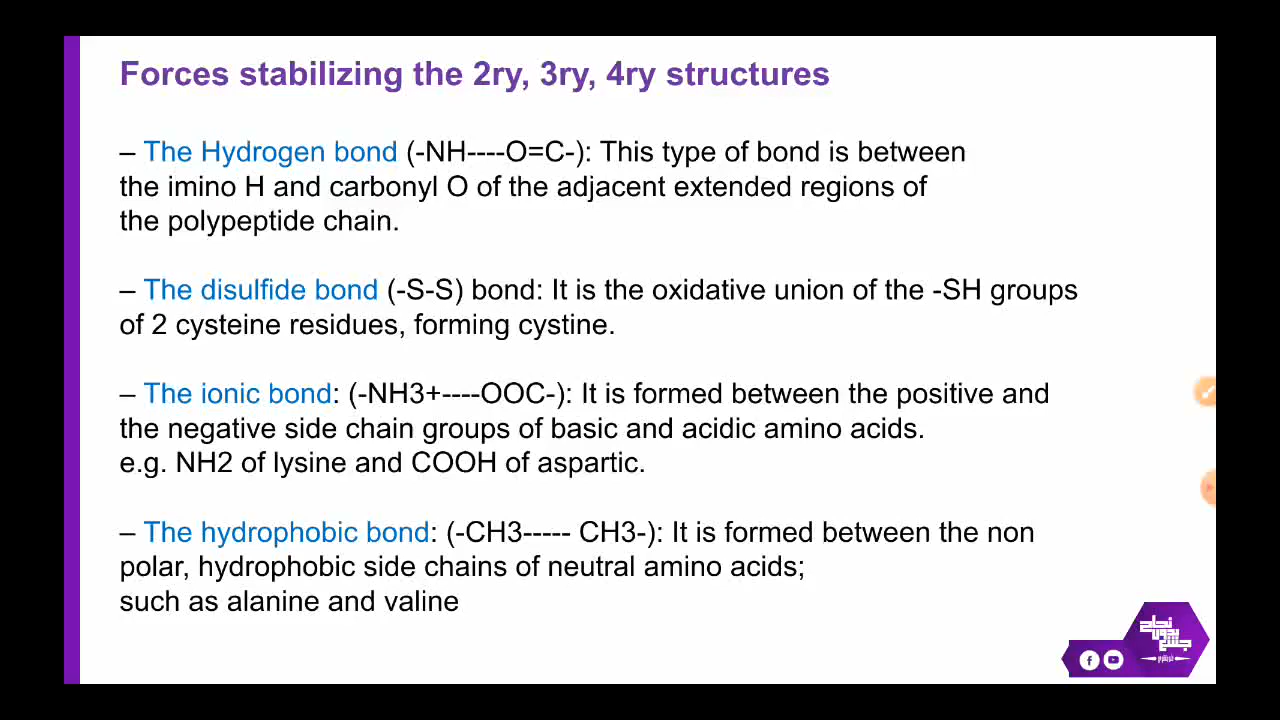 Forces stabilizing the 2ry, 3ry, 4ry structures
– The Hydrogen bond (-NH----O=C-): This type of bond is between
the imino H and carbonyl O of the adjacent extended regions of
the polypeptide chain.
– The disulfide bond (-S-S) bond: It is the oxidative union of the -SH groups
of 2 cysteine residues, forming cystine.
– The ionic bond: (-NH3+----OOC-): It is formed between the positive and
the negative side chain groups of basic and acidic amino acids.
e.g. NH2 of lysine and COOH of aspartic.
– The hydrophobic bond: (-CH3----- CH3-): It is formed between the non
polar, hydrophobic side chains of neutral amino acids;
such as alanine and valine
نجاح
بدون
جشع